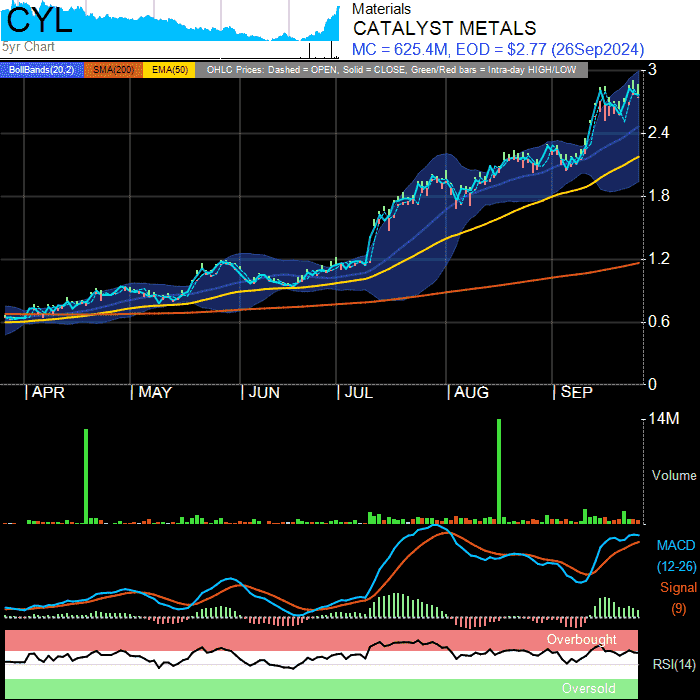 CYL
5yr Chart
Materials
CATALYST METALS
MC = 625.4M, EOD = $2.77 (26Sep2024)
BollBands(20,2) SMA(200) EMA(50) OHLC Prices: Dashed = OPEN, Solid = CLOSE, Green/Red bars = Intra-day HIGH/LOW
3
2.4
1.8
1.2
0.6
0
APR MAY JUN JUL AUG SEP
14M
Volume
MACD
(12-26)
Signal
(9)
Overbought
RSI(14)
Oversold